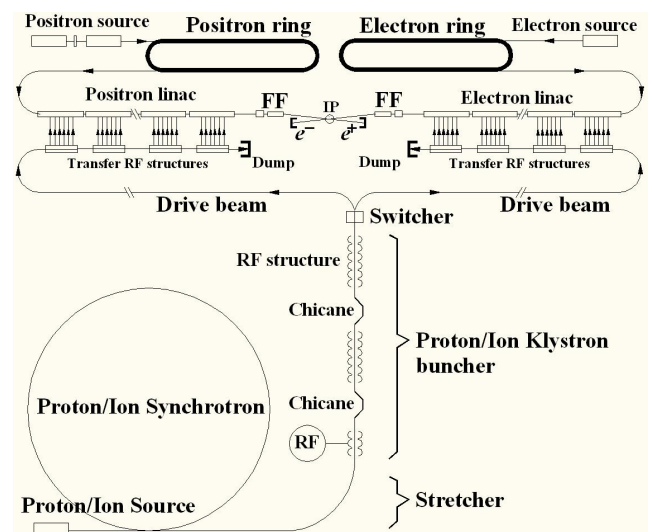 Positron source
Positron ring
Electron ring
Electron source
Positron linac
FF
IP
FF
Electron linac
e⁻
e⁺
Transfer RF structures
Dump
Dump
Transfer RF structures
Drive beam
Drive beam
Switcher
RF structure
Chicane
Proton/Ion Klystron
buncher
Proton/Ion Synchrotron
Chicane
RF
Proton/Ion Source
Stretcher